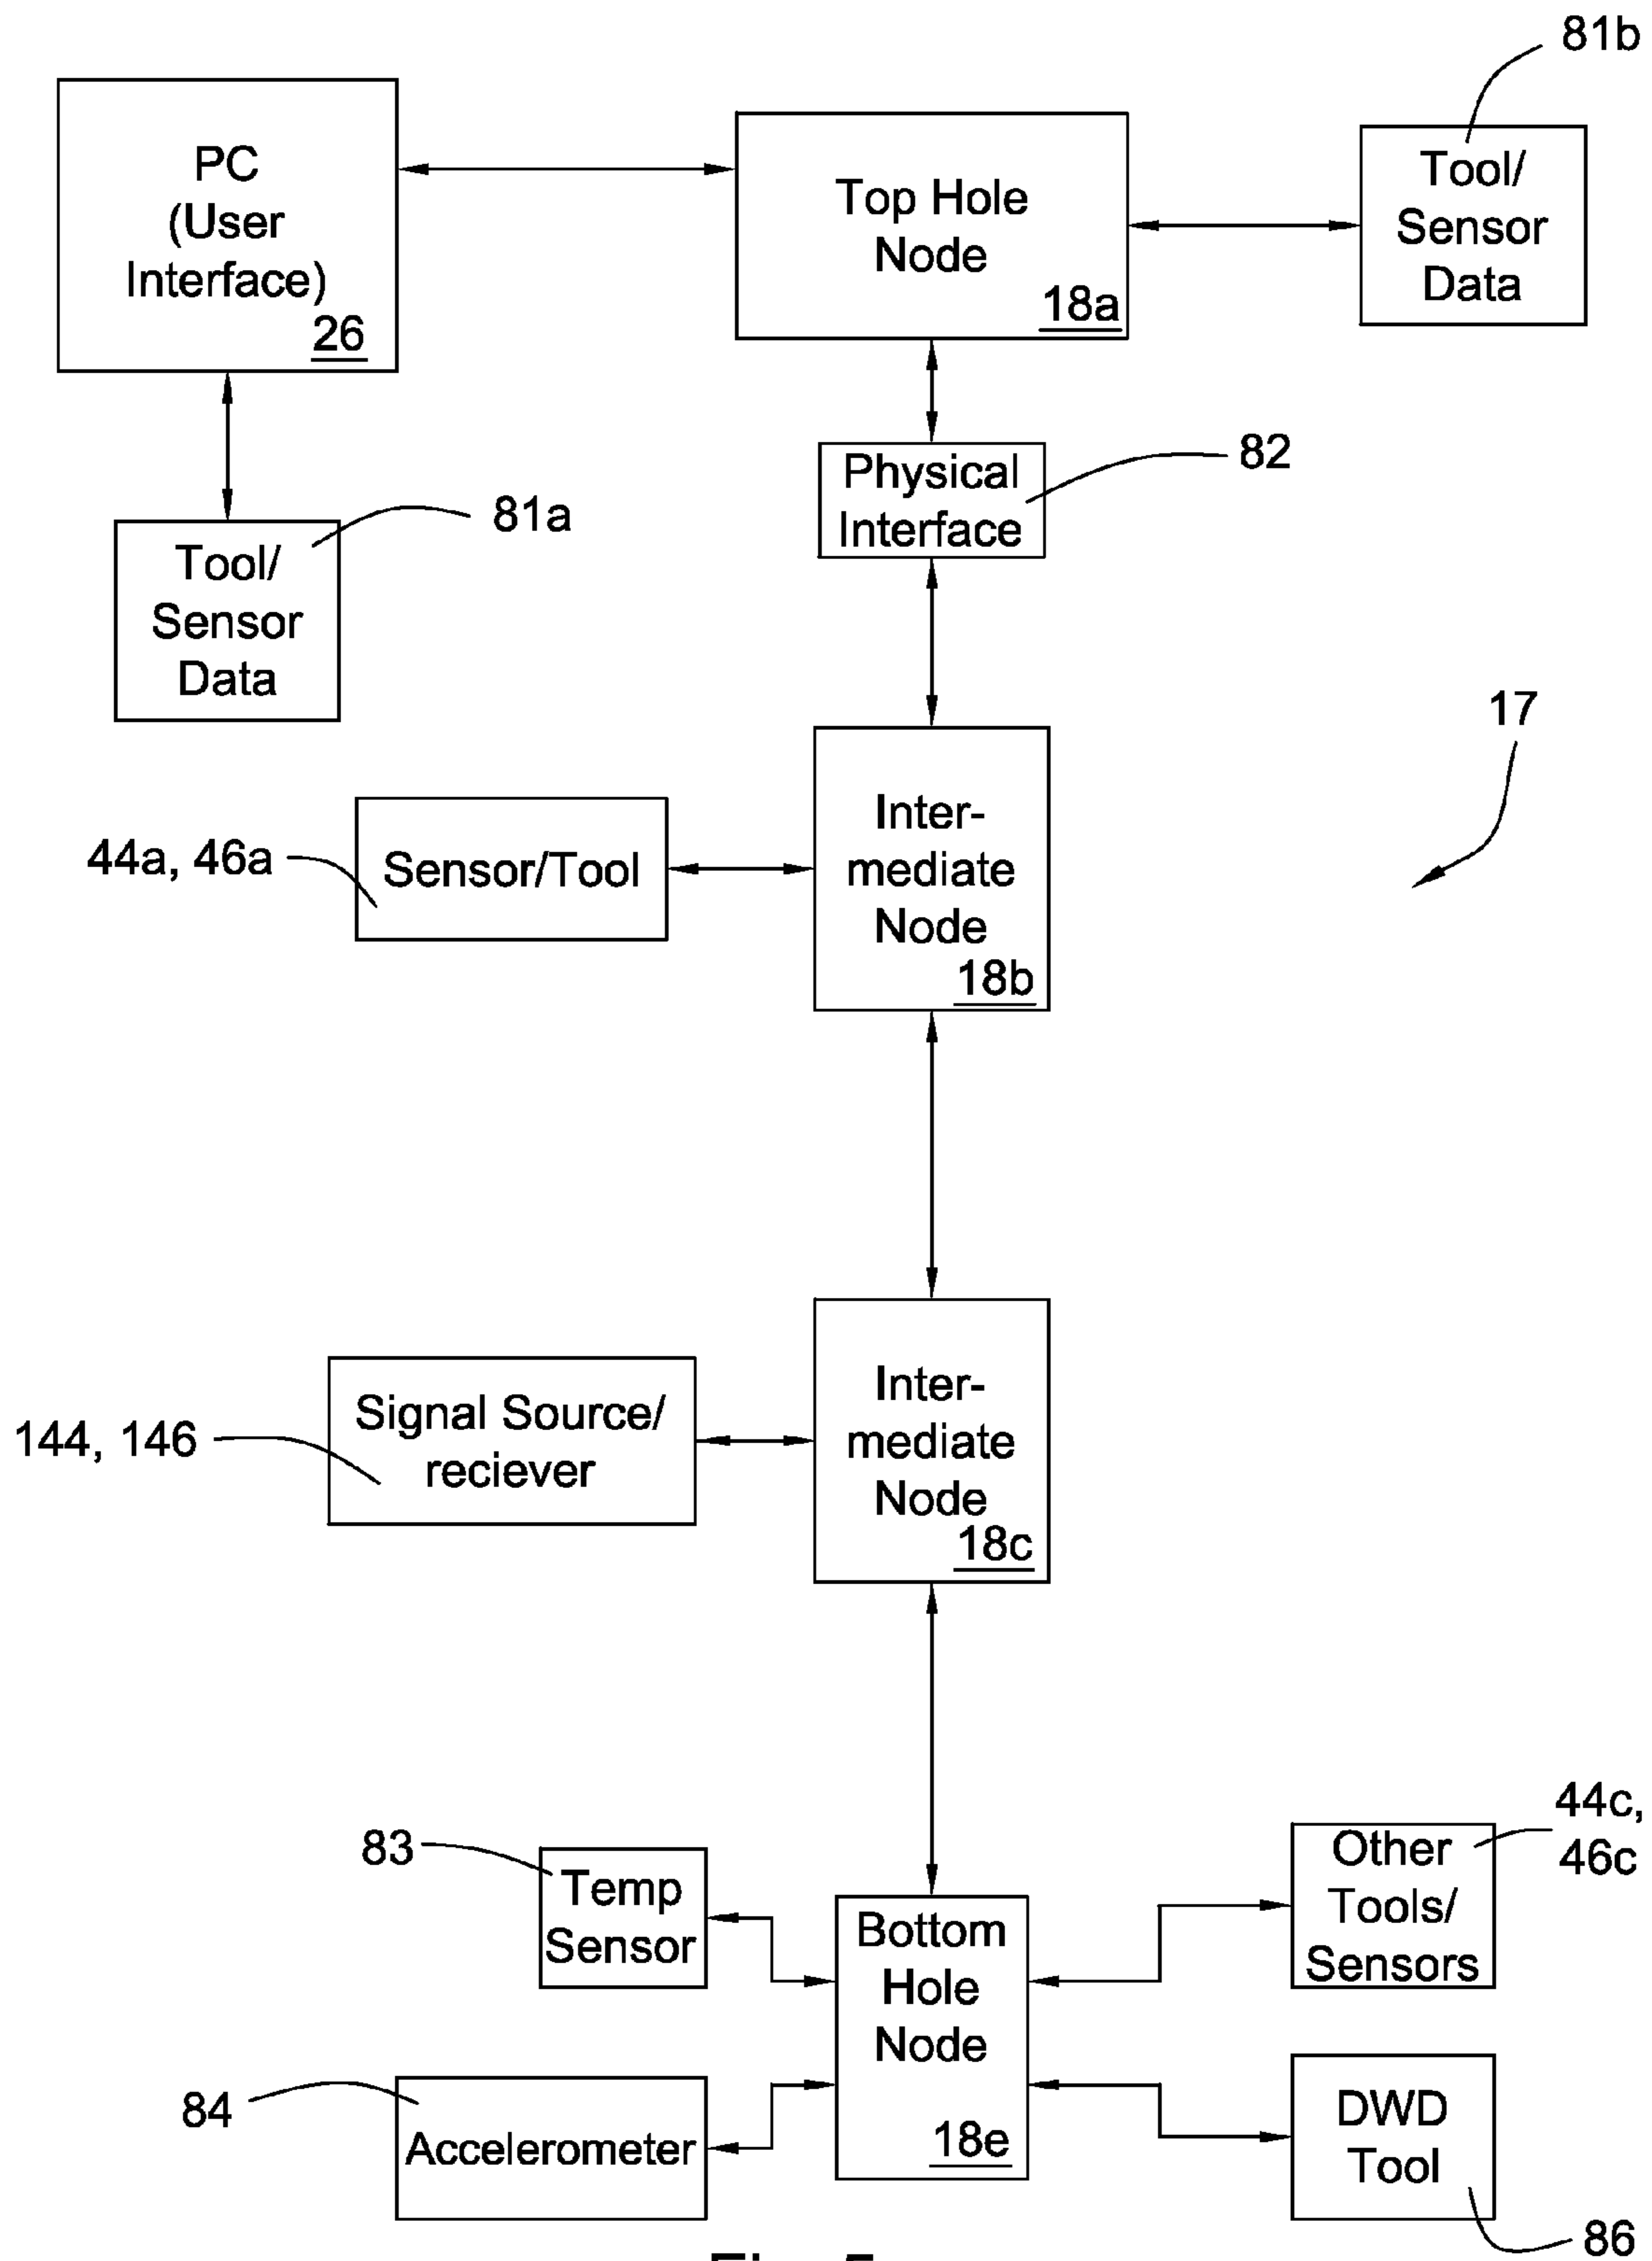 81b
PC
(User
Interface)
26
Top Hole
Node
18a
Tool/
Sensor
Data
Physical
Interface
82
81a
Tool/
Sensor
Data
17
Inter-
mediate
Node
18b
Sensor/Tool
44a, 46a
Inter-
mediate
Node
18c
Signal Source/
reciever
144, 146
83
Temp
Sensor
Bottom
Hole
Node
18e
Other
Tools/
Sensors
44c,
46c
84
Accelerometer
DWD
Tool
86